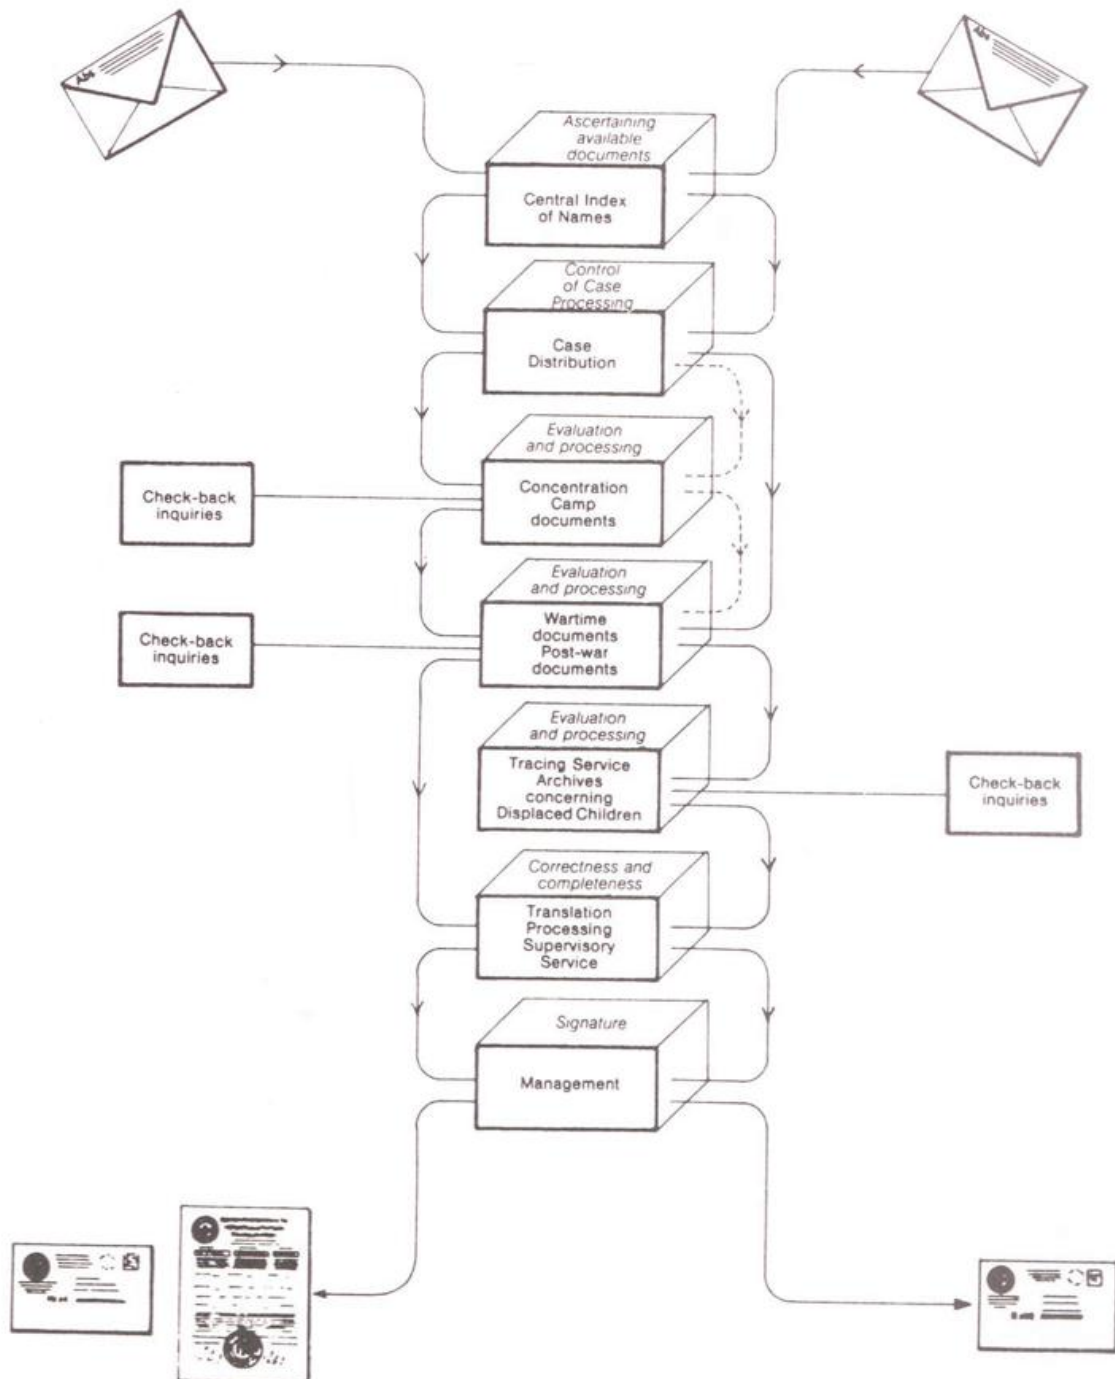 Abs
Abs
Ascertaining
available
documents
Central Index
of Names
Control
of Case
Processing
Case
Distribution
Evaluation
and processing
Concentration
Camp
documents
Check-back
inquiries
Evaluation
and processing
Wartime
documents
Post-war
documents
Check-back
inquiries
Evaluation
and processing
Tracing Service
Archives
concerning
Displaced Children
Check-back
inquiries
Correctness and
completeness
Translation
Processing
Supervisory
Service
Signature
Management